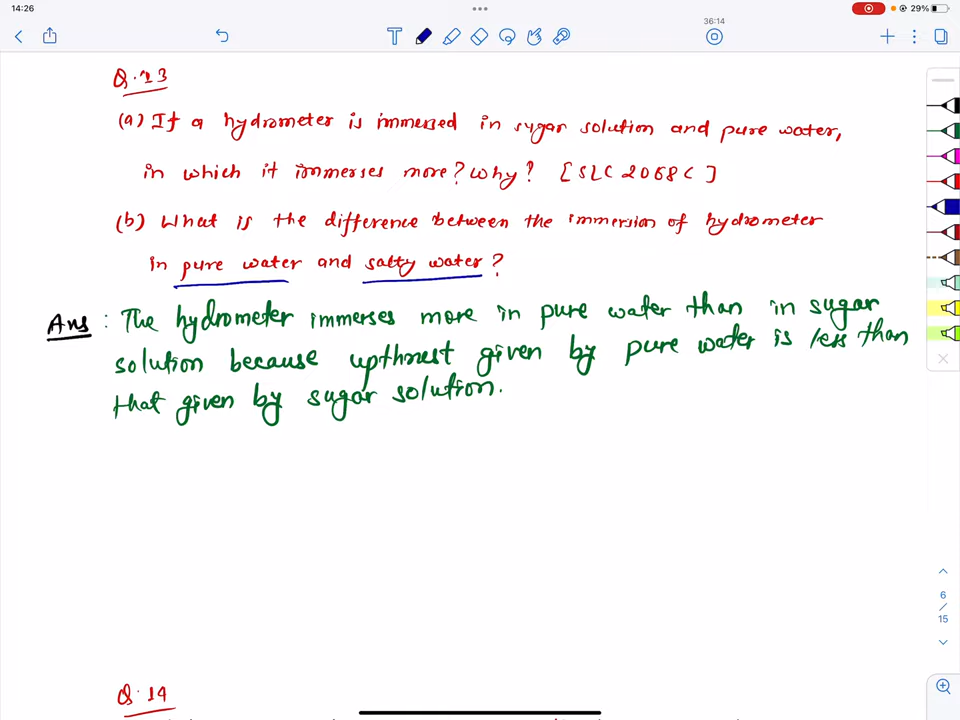 14:26
29%
36:14
T
Q.13
(a) If a hydrometer is immersed in sugar solution and pure water,
in which it immerses more? Why? [SLC 2068 C]
(b) What is the difference between the immersion of hydrometer
in pure water and salty water?
Ans : The hydrometer immerses more in pure water than in sugar
solution because upthurst given by pure water is less than
that given by sugar solution.
6
/
15
Q.14